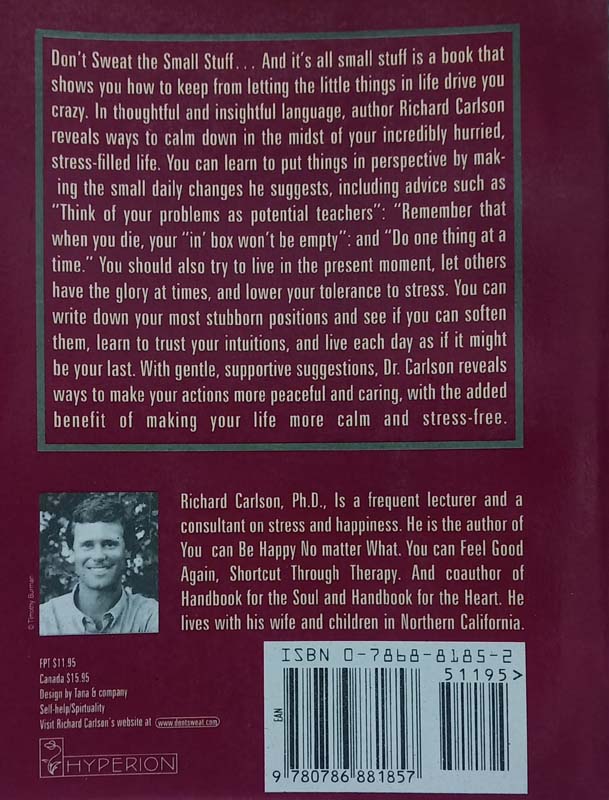 Don't Sweat the Small Stuff. . . And it's all small stuff is a book that
shows you how to keep from letting the little things in life drive you
crazy. In thoughtful and insightful language, author Richard Carlson
reveals ways to calm down in the midst of your incredibly hurried,
stress-filled life. You can learn to put things in perspective by mak-
ing the small daily changes he suggests, including advice such as
"Think of your problems as potential teachers": "Remember that
when you die, your "in' box won't be empty": and "Do one thing at a
time." You should also try to live in the present moment, let others
have the glory at times, and lower your tolerance to stress. You can
write down your most stubborn positions and see if you can soften
them, learn to trust your intuitions, and live each day as if it might
be your last. With gentle, supportive suggestions, Dr. Carlson reveals
ways to make your actions more peaceful and caring, with the added
benefit of making your life more calm and stress-free.
© Timothy Burman
Richard Carlson, Ph.D., Is a frequent lecturer and a
consultant on stress and happiness. He is the author of
You can Be Happy No matter What. You can Feel Good
Again, Shortcut Through Therapy. And coauthor of
Handbook for the Soul and Handbook for the Heart. He
lives with his wife and children in Northern California.
FPT $11.95
Canada $15.95
Design by Tana & company
Self-help/Spirtuality
Visit Richard Carlson's website at www.dontsweat.com
HYPERION
ISBN 0-7868-8185-2
51195>
EAN
9 780786 881857